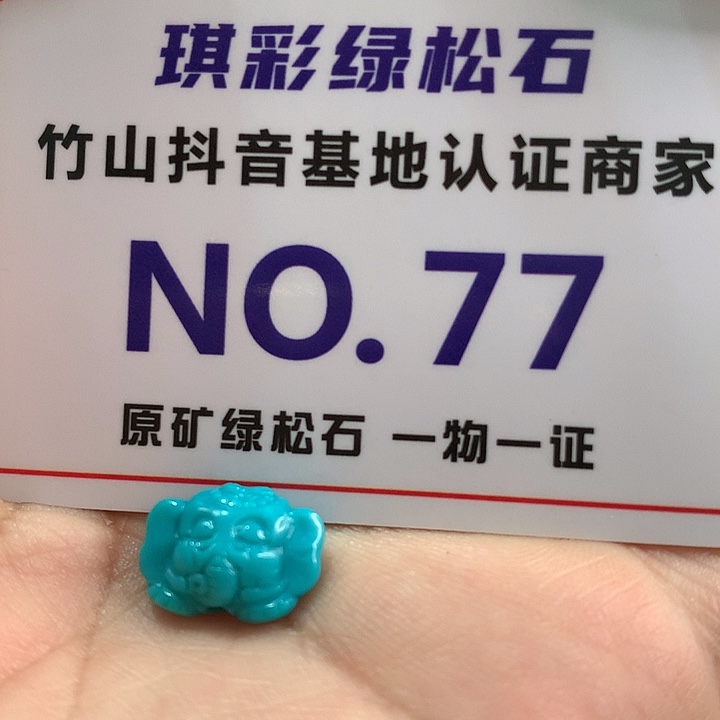 琪彩绿松石
竹山抖音基地认证商家
NO.77
原矿绿松石 一物一证